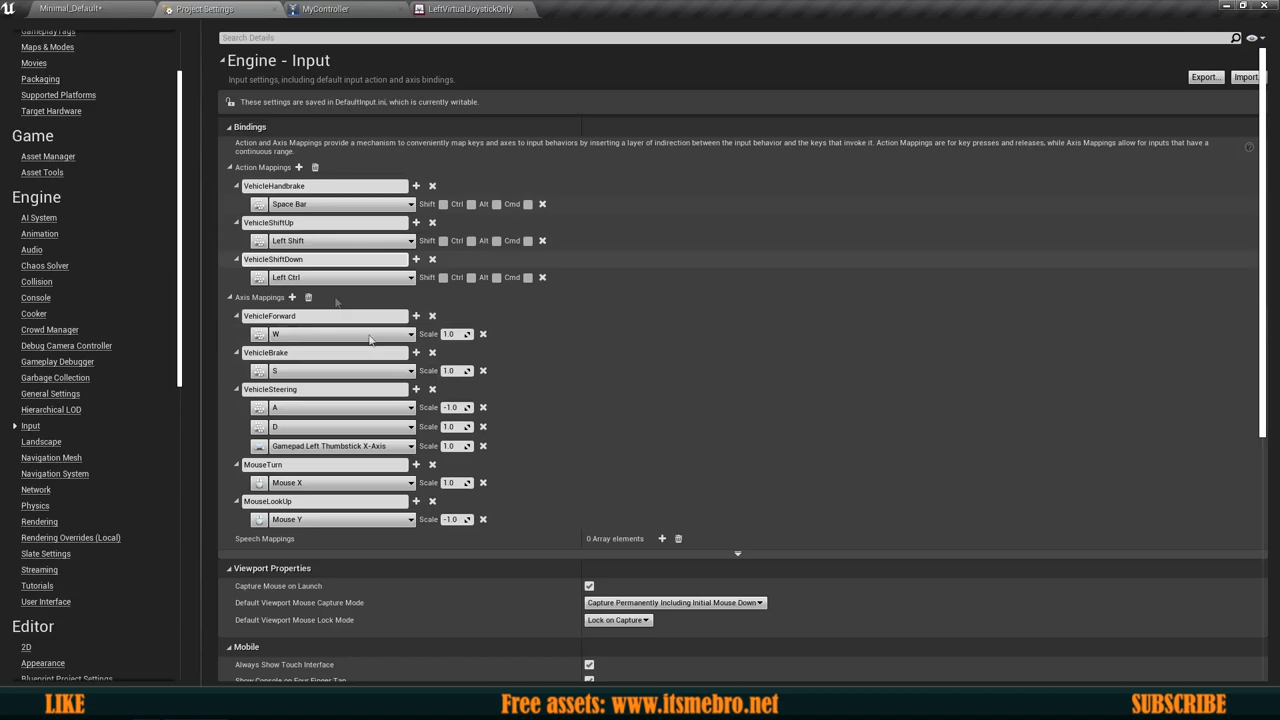 Minimal_Default*
Project Settings
MyController
LeftVirtualJoystickOnly
GameplayTags
Maps & Modes
Movies
Packaging
Supported Platforms
Target Hardware
Game
Asset Manager
Asset Tools
Engine
AI System
Animation
Audio
Chaos Solver
Collision
Console
Cooker
Crowd Manager
Debug Camera Controller
Gameplay Debugger
Garbage Collection
General Settings
Hierarchical LOD
Input
Landscape
Navigation Mesh
Navigation System
Network
Physics
Rendering
Rendering Overrides (Local)
Slate Settings
Streaming
Tutorials
User Interface
Editor
2D
Appearance
Blueprint Project Settings
Search Details
Engine - Input
Input settings, including default input action and axis bindings.
Export...
Import
These settings are saved in DefaultInput.ini, which is currently writable.
Bindings
Action and Axis Mappings provide a mechanism to conveniently map keys and axes to input behaviors by inserting a layer of indirection between the input behavior and the keys that invoke it. Action Mappings are for key presses and releases, while Axis Mappings allow for inputs that have a
continuous range.
Action Mappings
VehicleHandbrake
Space Bar Shift Ctrl Alt Cmd
VehicleShiftUp
Left Shift Shift Ctrl Alt Cmd
VehicleShiftDown
Left Ctrl Shift Ctrl Alt Cmd
Axis Mappings
VehicleForward
W Scale 1.0
VehicleBrake
S Scale 1.0
VehicleSteering
A Scale -1.0
D Scale 1.0
Gamepad Left Thumbstick X-Axis Scale 1.0
MouseTurn
Mouse X Scale 1.0
MouseLookUp
Mouse Y Scale -1.0
Speech Mappings 0 Array elements
Viewport Properties
Capture Mouse on Launch
Default Viewport Mouse Capture Mode Capture Permanently Including Initial Mouse Down
Default Viewport Mouse Lock Mode Lock on Capture
Mobile
Always Show Touch Interface
Show Console on Four Finger Tap
LIKE
Free assets: www.itsmebro.net
SUBSCRIBE